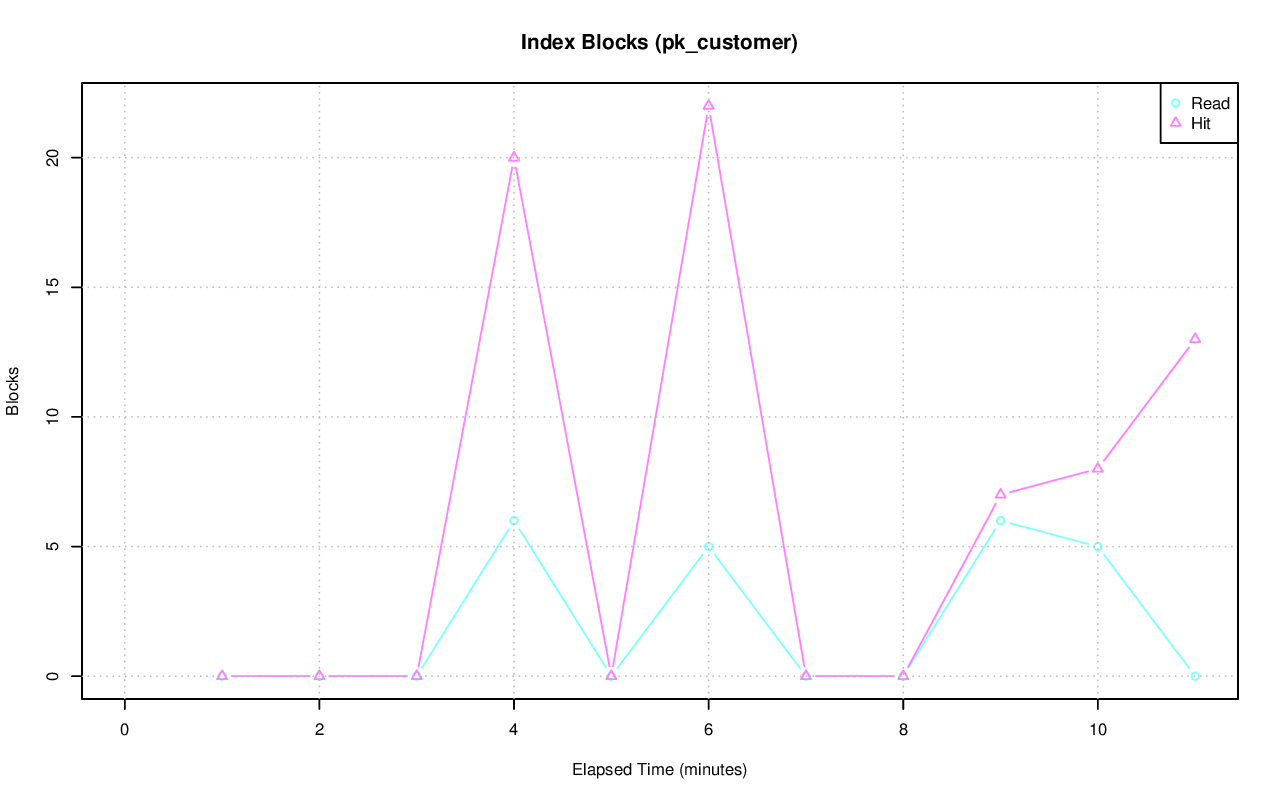 Index Blocks (pk_customer)
Read
Hit
20
15
10
5
0
Blocks
0 2 4 6 8 10
Elapsed Time (minutes)